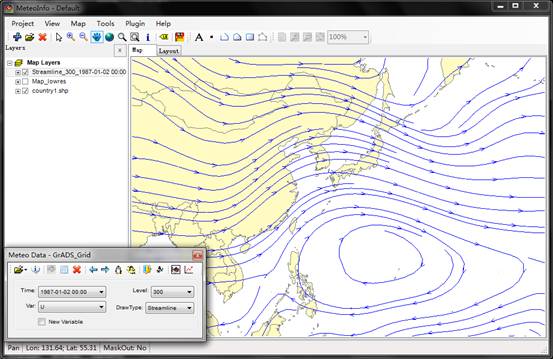 MeteoInfo - Default
Project View Map Tools Plugin Help
A
100%
Layers
x
Map Layout
Map Layers
Streamline_300_1987-01-02 00:00
Map_lowres
country1.shp
Meteo Data - GrADS_Grid
Time: 1987-01-02 00:00 Level: 300
Var: U DrawType: Streamline
New Variable
Pan Lon: 131.64; Lat: 55.31 MaskOut: No